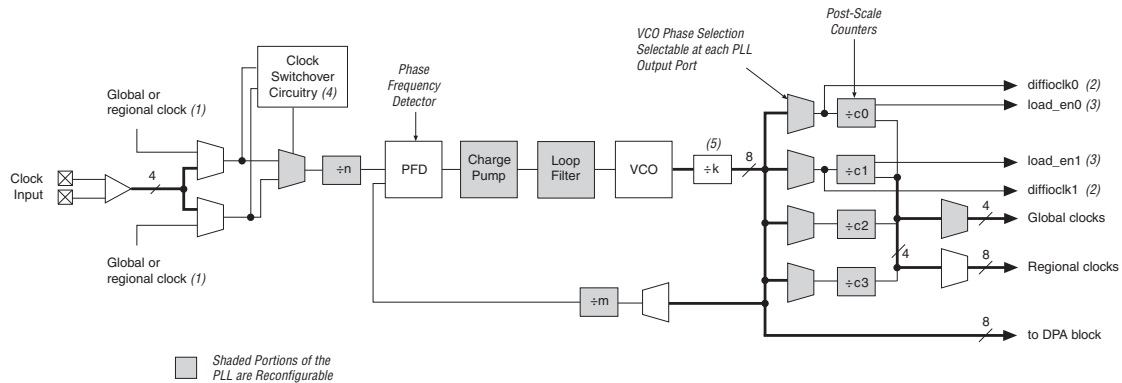 Post-Scale
Counters
VCO Phase Selection
Selectable at each PLL
Output Port
Clock
Switchover
Circuitry (4)
Phase
Frequency
Detector
Global or
regional clock (1)
diffioclk0 (2)
load_en0 (3)
÷c0
(5)
4
Clock
Input
÷n
PFD
Charge
Pump
Loop
Filter
VCO
÷k
8
÷c1
load_en1 (3)
diffioclk1 (2)
÷c2
4
Global clocks
Global or
regional clock (1)
4
8
Regional clocks
÷c3
÷m
8
to DPA block
Shaded Portions of the
PLL are Reconfigurable